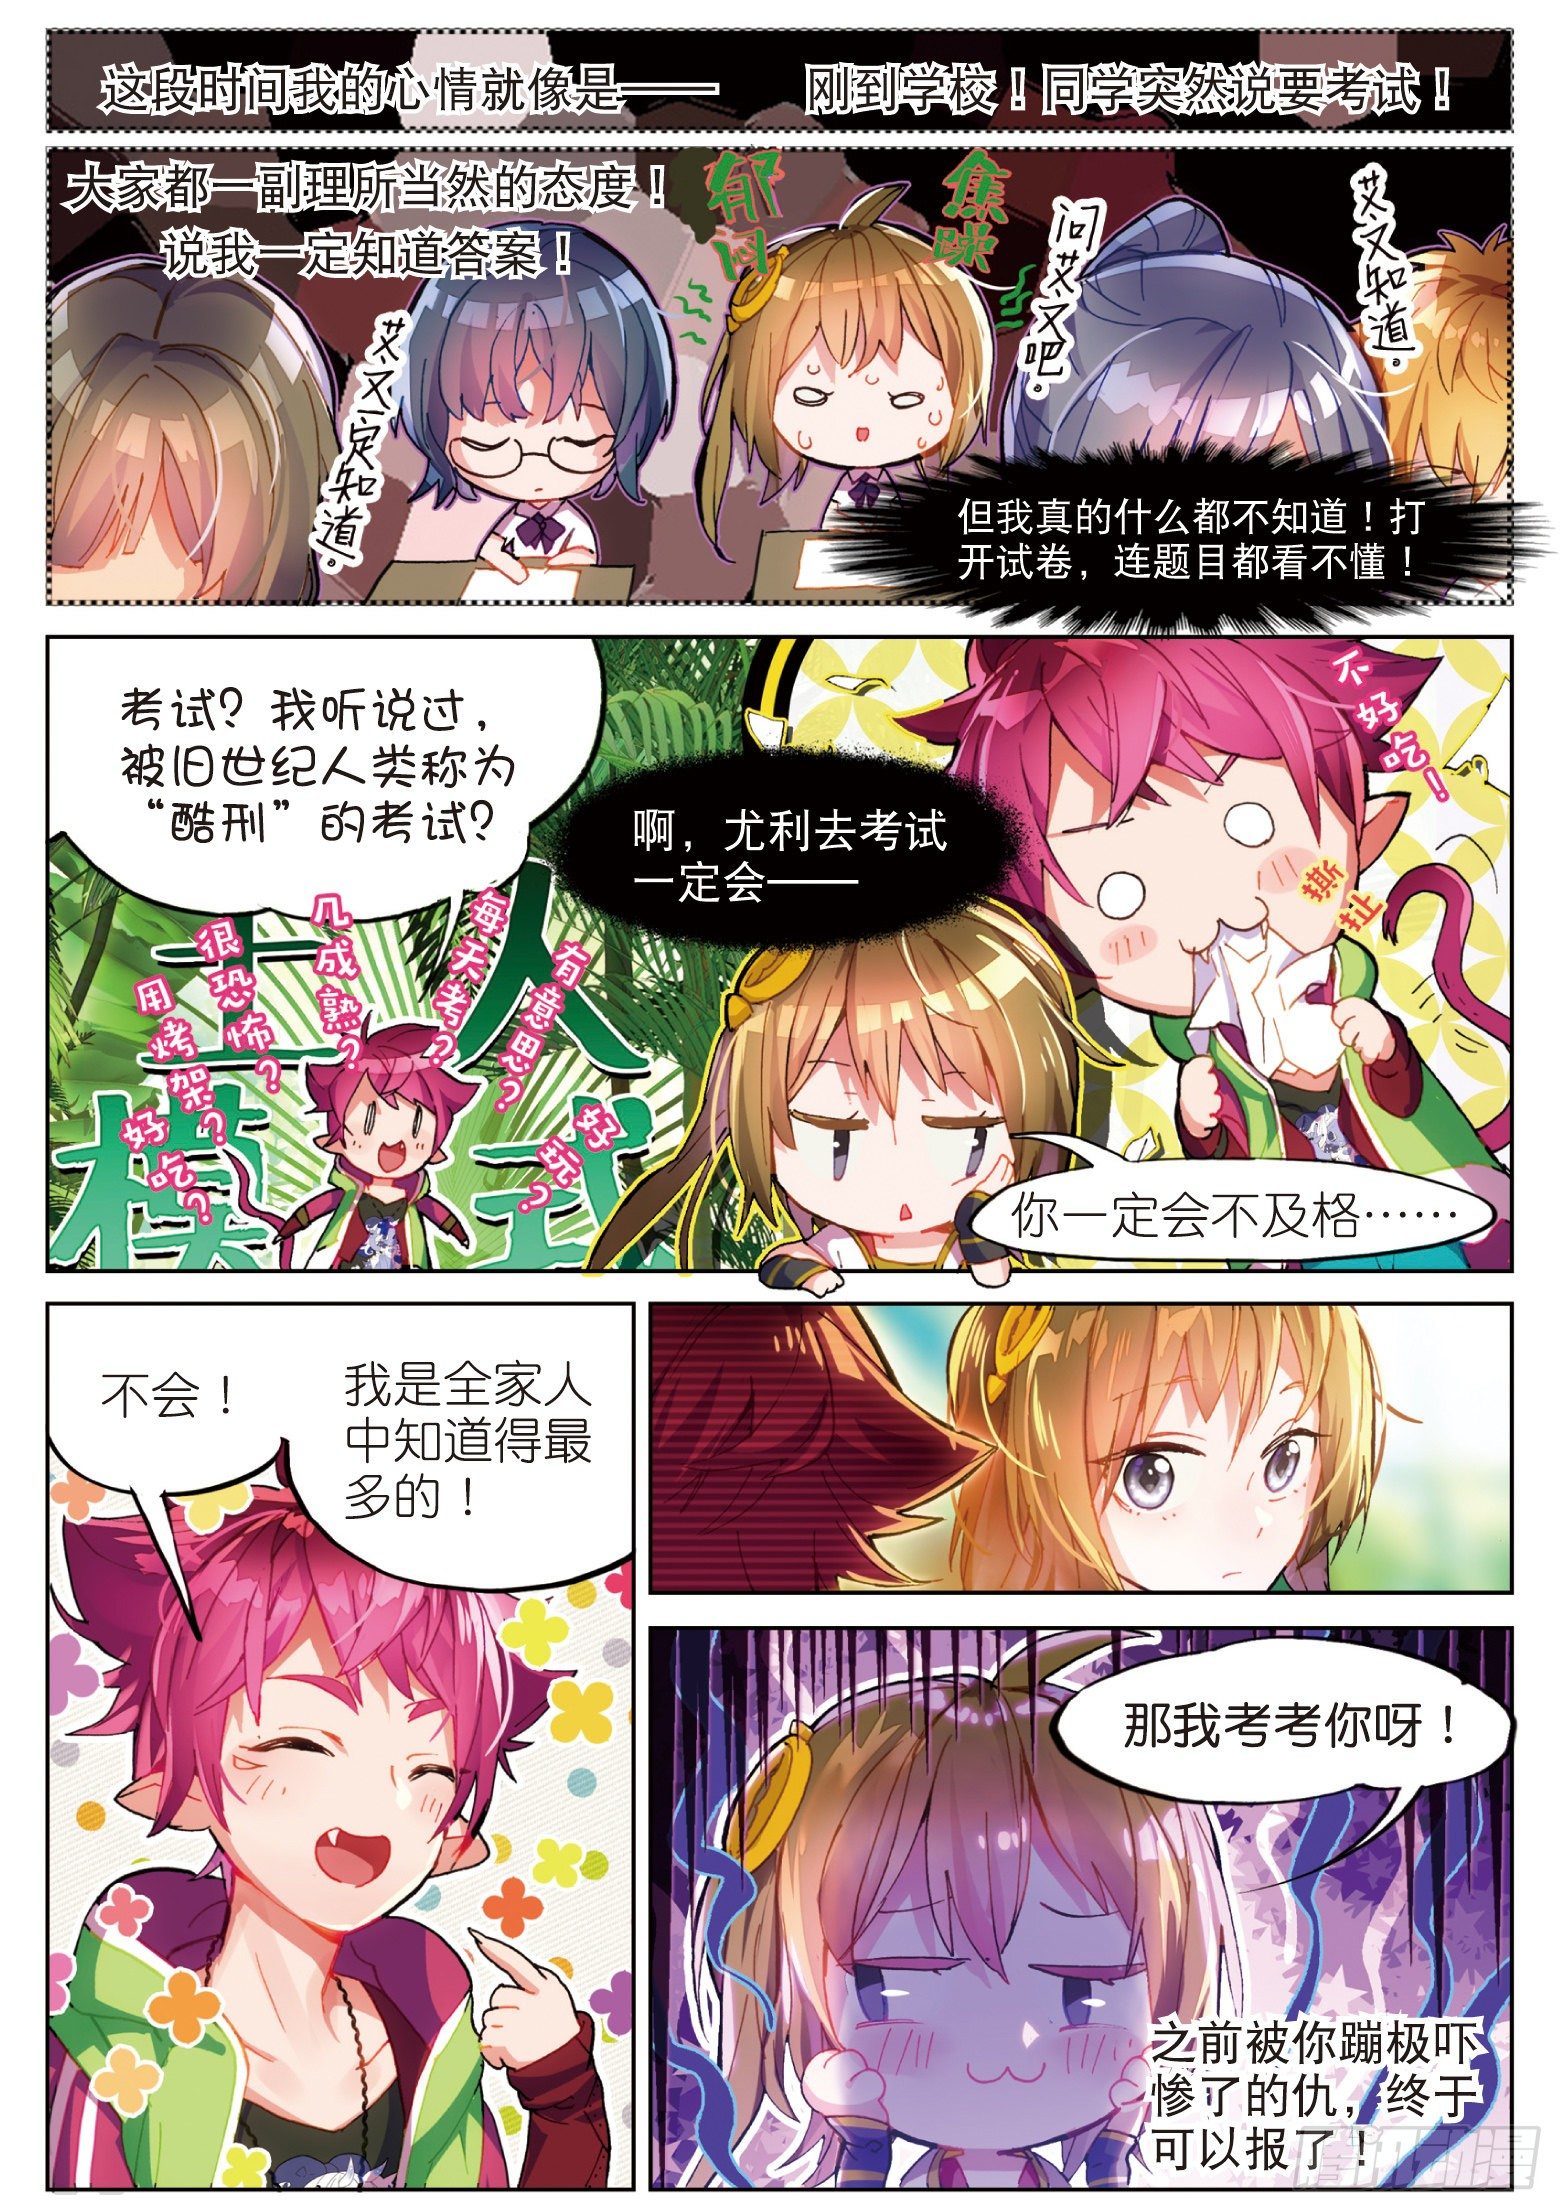 这段时间我的心情就像是——
刚到学校！同学突然说要考试！
大家都一副理所当然的态度！
说我一定知道答案！
郁闷
焦躁
艾又一定知道。
问艾又吧。
艾又知道。
但我真的什么都不知道！打
开试卷，连题目都看不懂！
考试？我听说过，
被旧世纪人类称为
“酷刑”的考试？
啊，尤利去考试
一定会——
不好吃！
撕扯
土人
模式
好吃？
用烤架？
很恐怖？
几成熟？
每天考？
有意思？
好玩？
你一定会不及格……
不会！
我是全家人
中知道得最
多的！
那我考考你呀！
之前被你蹦极吓
惨了的仇，终于
可以报了！
腾讯动漫